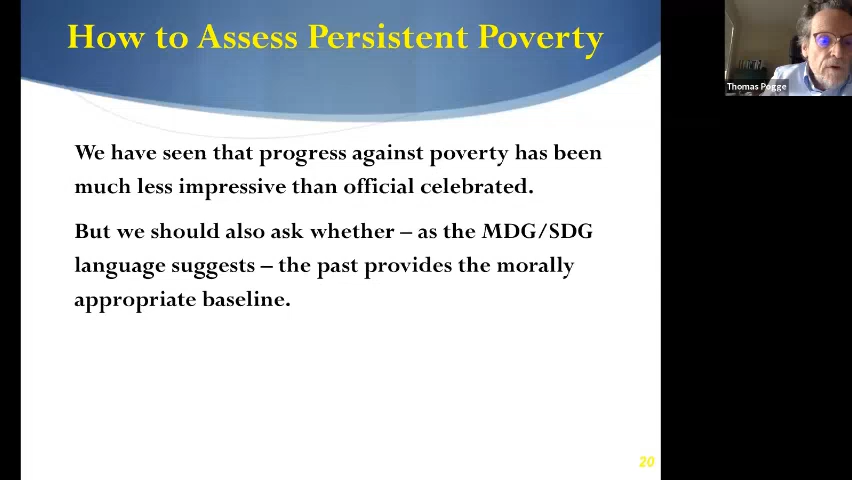 How to Assess Persistent Poverty
Thomas Pogge
We have seen that progress against poverty has been
much less impressive than official celebrated.
But we should also ask whether – as the MDG/SDG
language suggests – the past provides the morally
appropriate baseline.
20